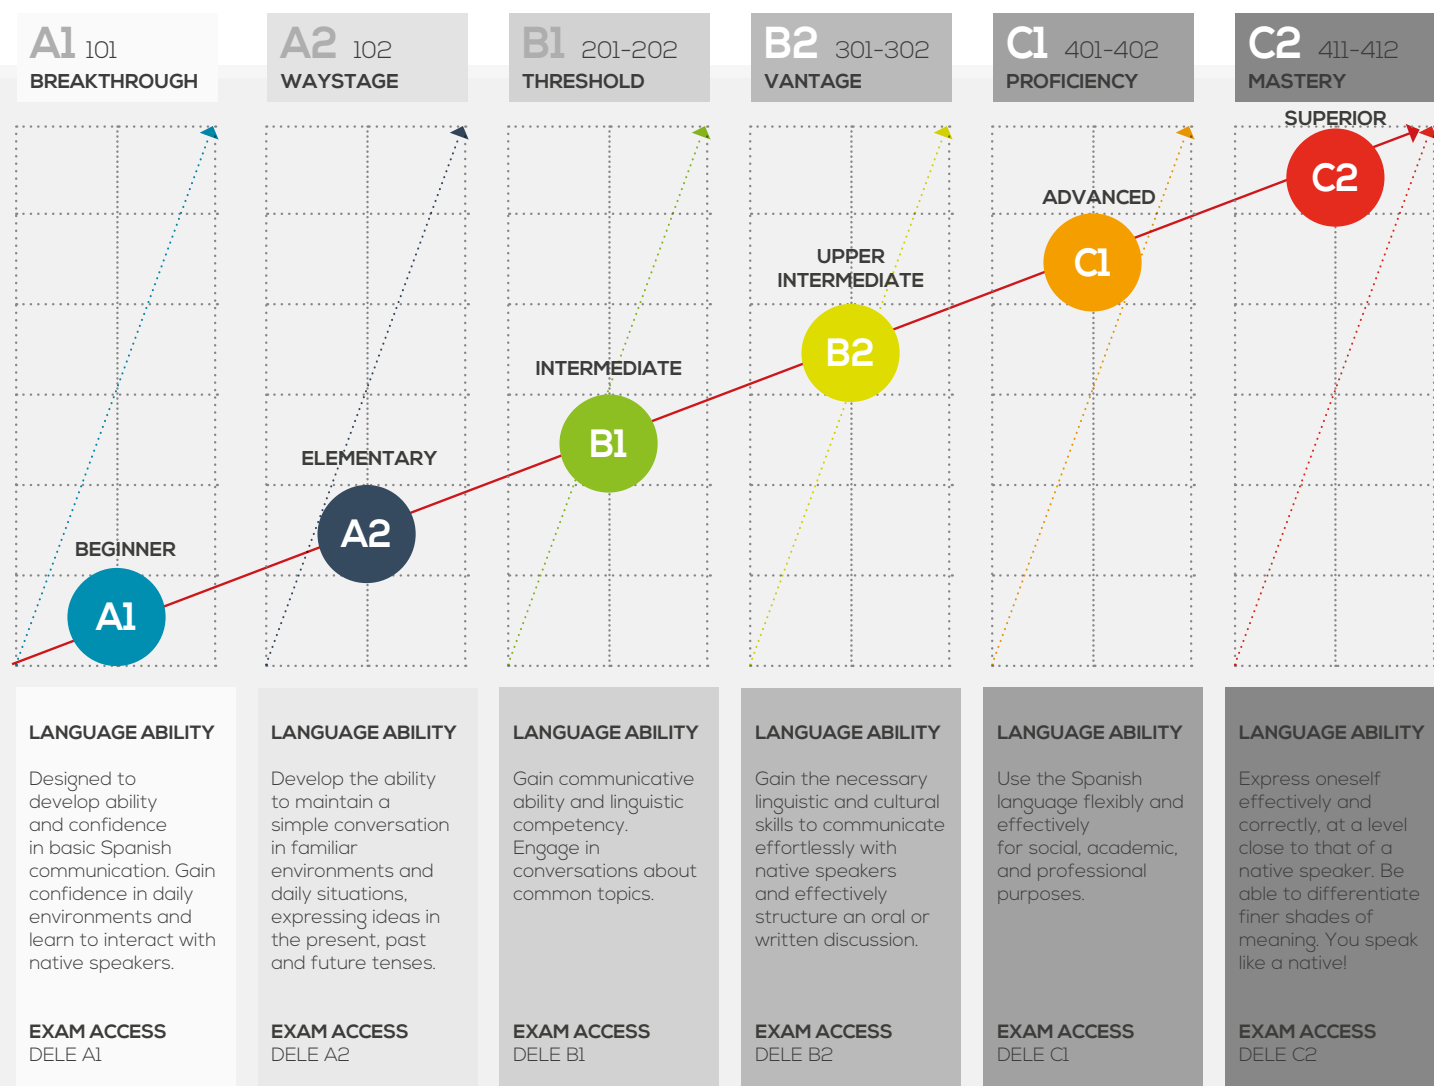 A1 101
BREAKTHROUGH
A2 102
WAYSTAGE
B1 201-202
THRESHOLD
B2 301-302
VANTAGE
C1 401-402
PROFICIENCY
C2 411-412
MASTERY
SUPERIOR
C2
ADVANCED
C1
UPPER
INTERMEDIATE
B2
INTERMEDIATE
B1
ELEMENTARY
A2
BEGINNER
A1
LANGUAGE ABILITY
Designed to
develop ability
and confidence
in basic Spanish
communication. Gain
confidence in daily
environments and
learn to interact with
native speakers.
EXAM ACCESS
DELE A1
LANGUAGE ABILITY
Develop the ability
to maintain a
simple conversation
in familiar
environments and
daily situations,
expressing ideas in
the present, past
and future tenses.
EXAM ACCESS
DELE A2
LANGUAGE ABILITY
Gain communicative
ability and linguistic
competency.
Engage in
conversations about
common topics.
EXAM ACCESS
DELE B1
LANGUAGE ABILITY
Gain the necessary
linguistic and cultural
skills to communicate
effortlessly with
native speakers
and effectively
structure an oral or
written discussion.
EXAM ACCESS
DELE B2
LANGUAGE ABILITY
Use the Spanish
language flexibly and
effectively
for social, academic,
and professional
purposes.
EXAM ACCESS
DELE C1
LANGUAGE ABILITY
Express oneself
effectively and
correctly, at a level
close to that of a
native speaker. Be
able to differentiate
finer shades of
meaning. You speak
like a native!
EXAM ACCESS
DELE C2